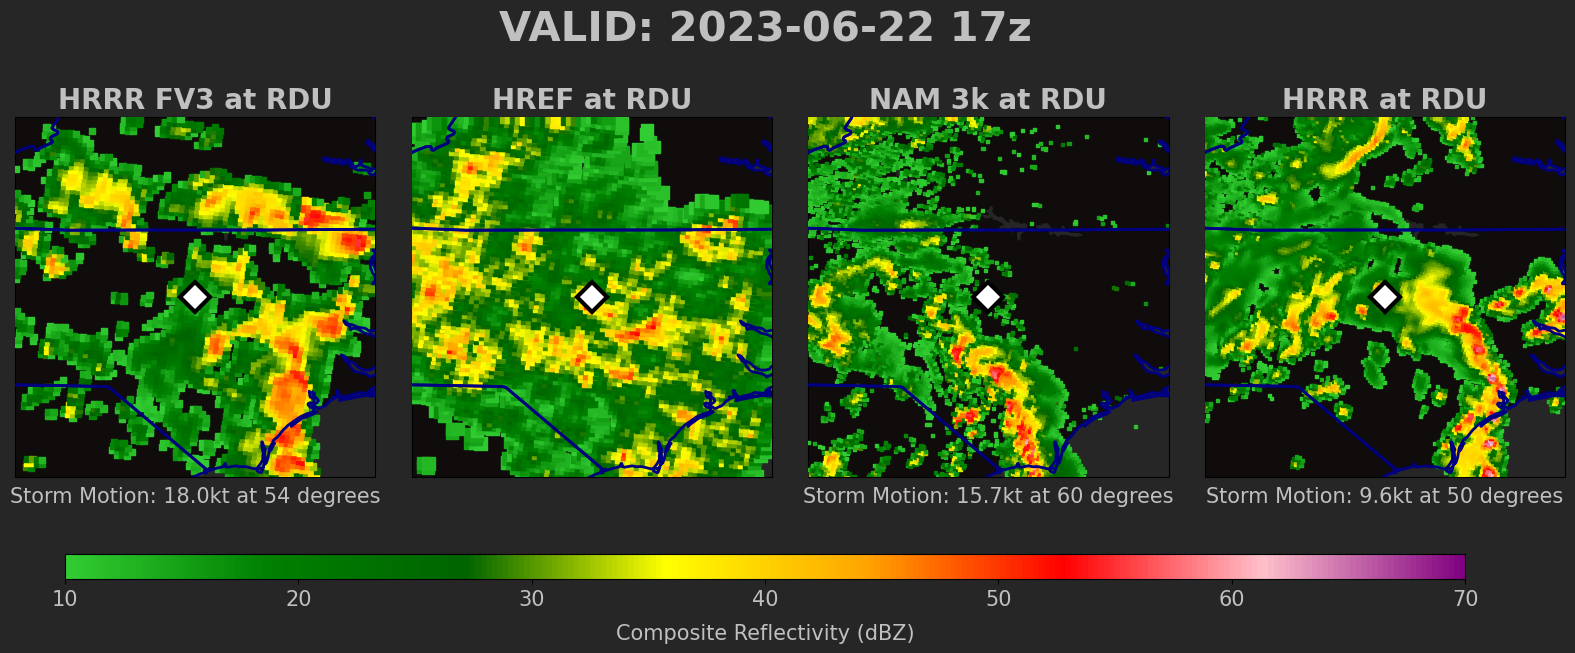 VALID: 2023-06-22 17z
HRRR FV3 at RDU
HREF at RDU
NAM 3k at RDU
HRRR at RDU
Storm Motion: 18.0kt at 54 degrees
Storm Motion: 15.7kt at 60 degrees
Storm Motion: 9.6kt at 50 degrees
10 20 30 40 50 60 70
Composite Reflectivity (dBZ)